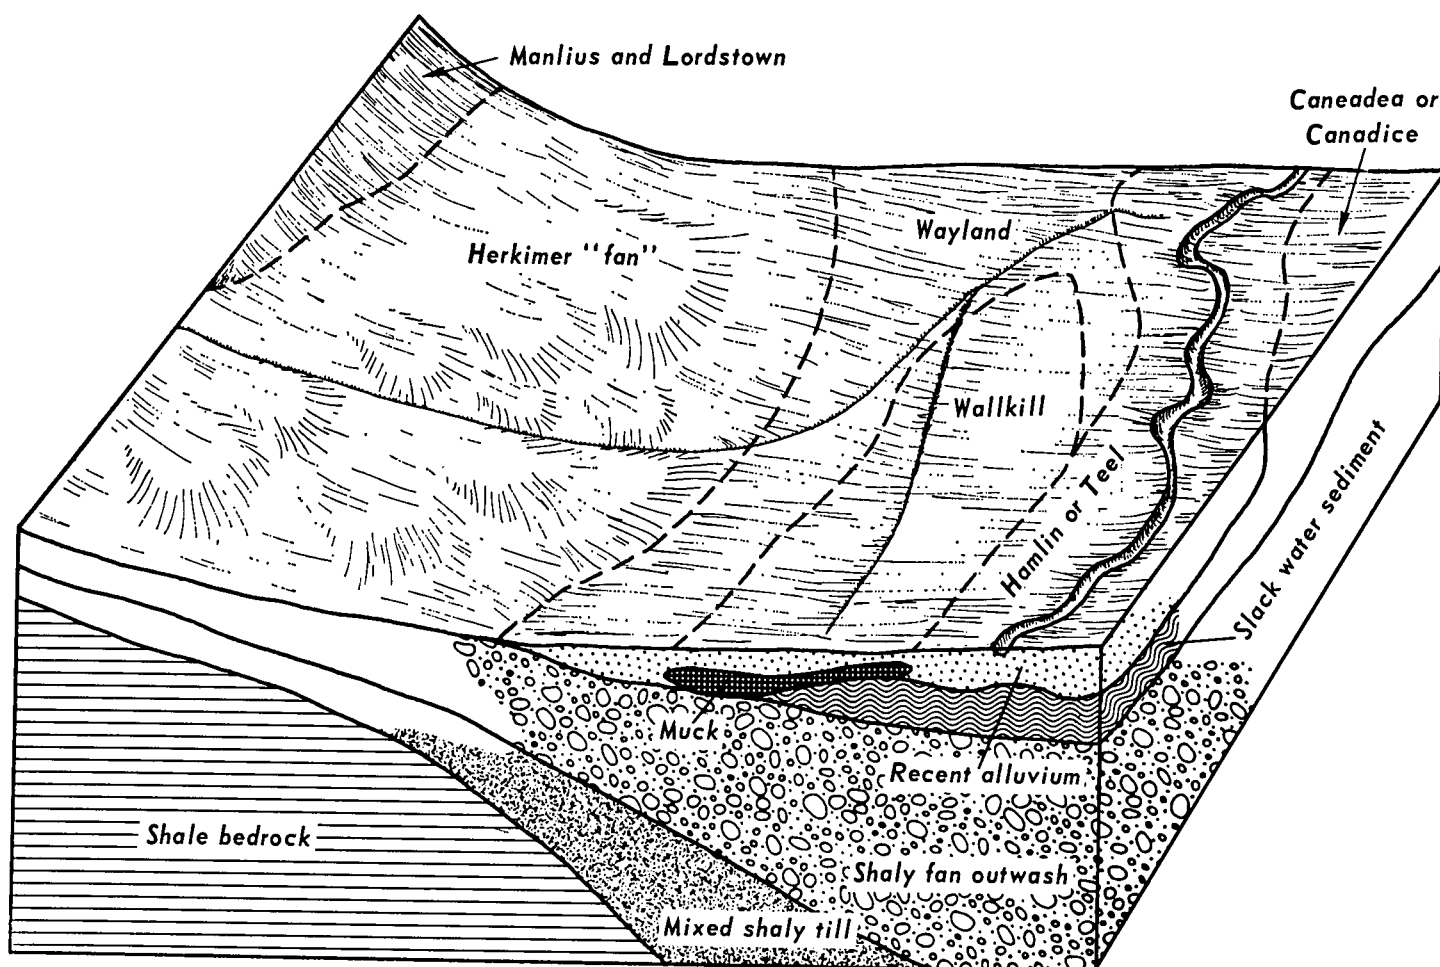 Manlius and Lordstown
Caneadea or
Canadice
Wayland
Herkimer "fan"
Wallkill
Hamlin or Teel
Slack water sediment
Muck
Recent alluvium
Shale bedrock
Shaly fan outwash
Mixed shaly till